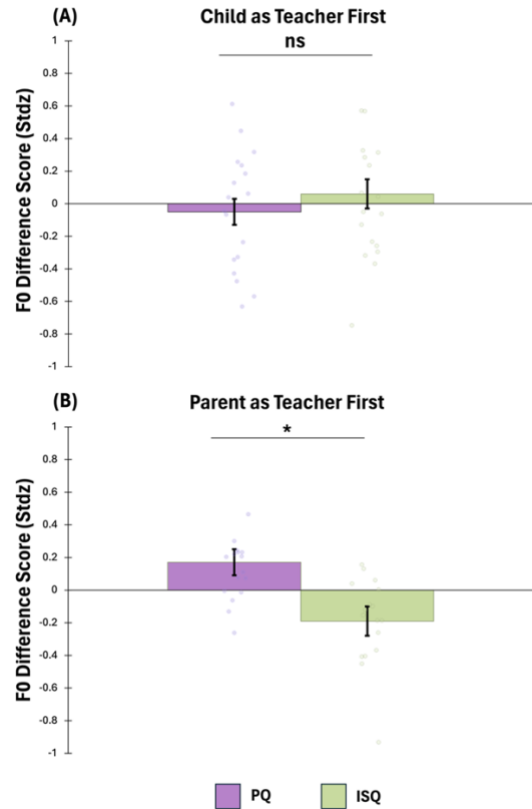 (A)
Child as Teacher First
ns
F0 Difference Score (Stdz)
1
0.8
0.6
0.4
0.2
0
-0.2
-0.4
-0.6
-0.8
-1
(B)
Parent as Teacher First
*
F0 Difference Score (Stdz)
1
0.8
0.6
0.4
0.2
0
-0.2
-0.4
-0.6
-0.8
-1
PQ
ISQ